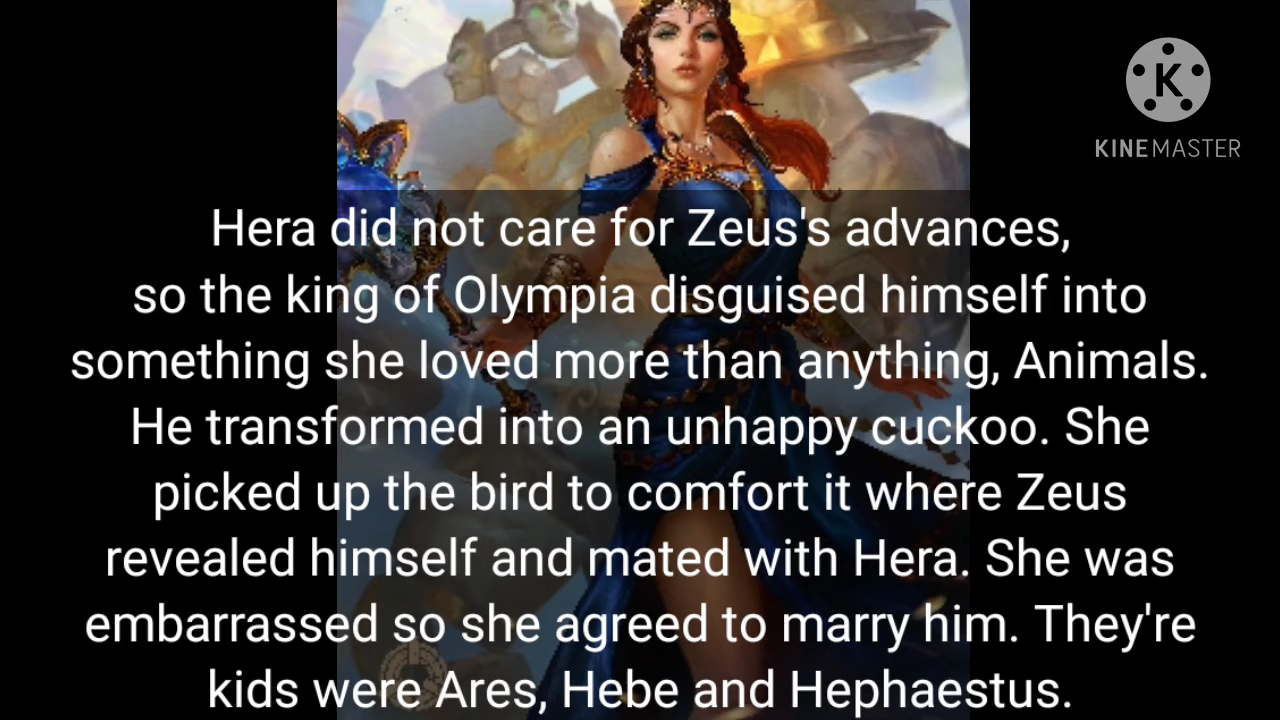 KINEMASTER
Hera did not care for Zeus's advances,
so the king of Olympia disguised himself into
something she loved more than anything, Animals.
He transformed into an unhappy cuckoo. She
picked up the bird to comfort it where Zeus
revealed himself and mated with Hera. She was
embarrassed so she agreed to marry him. They're
kids were Ares, Hebe and Hephaestus.